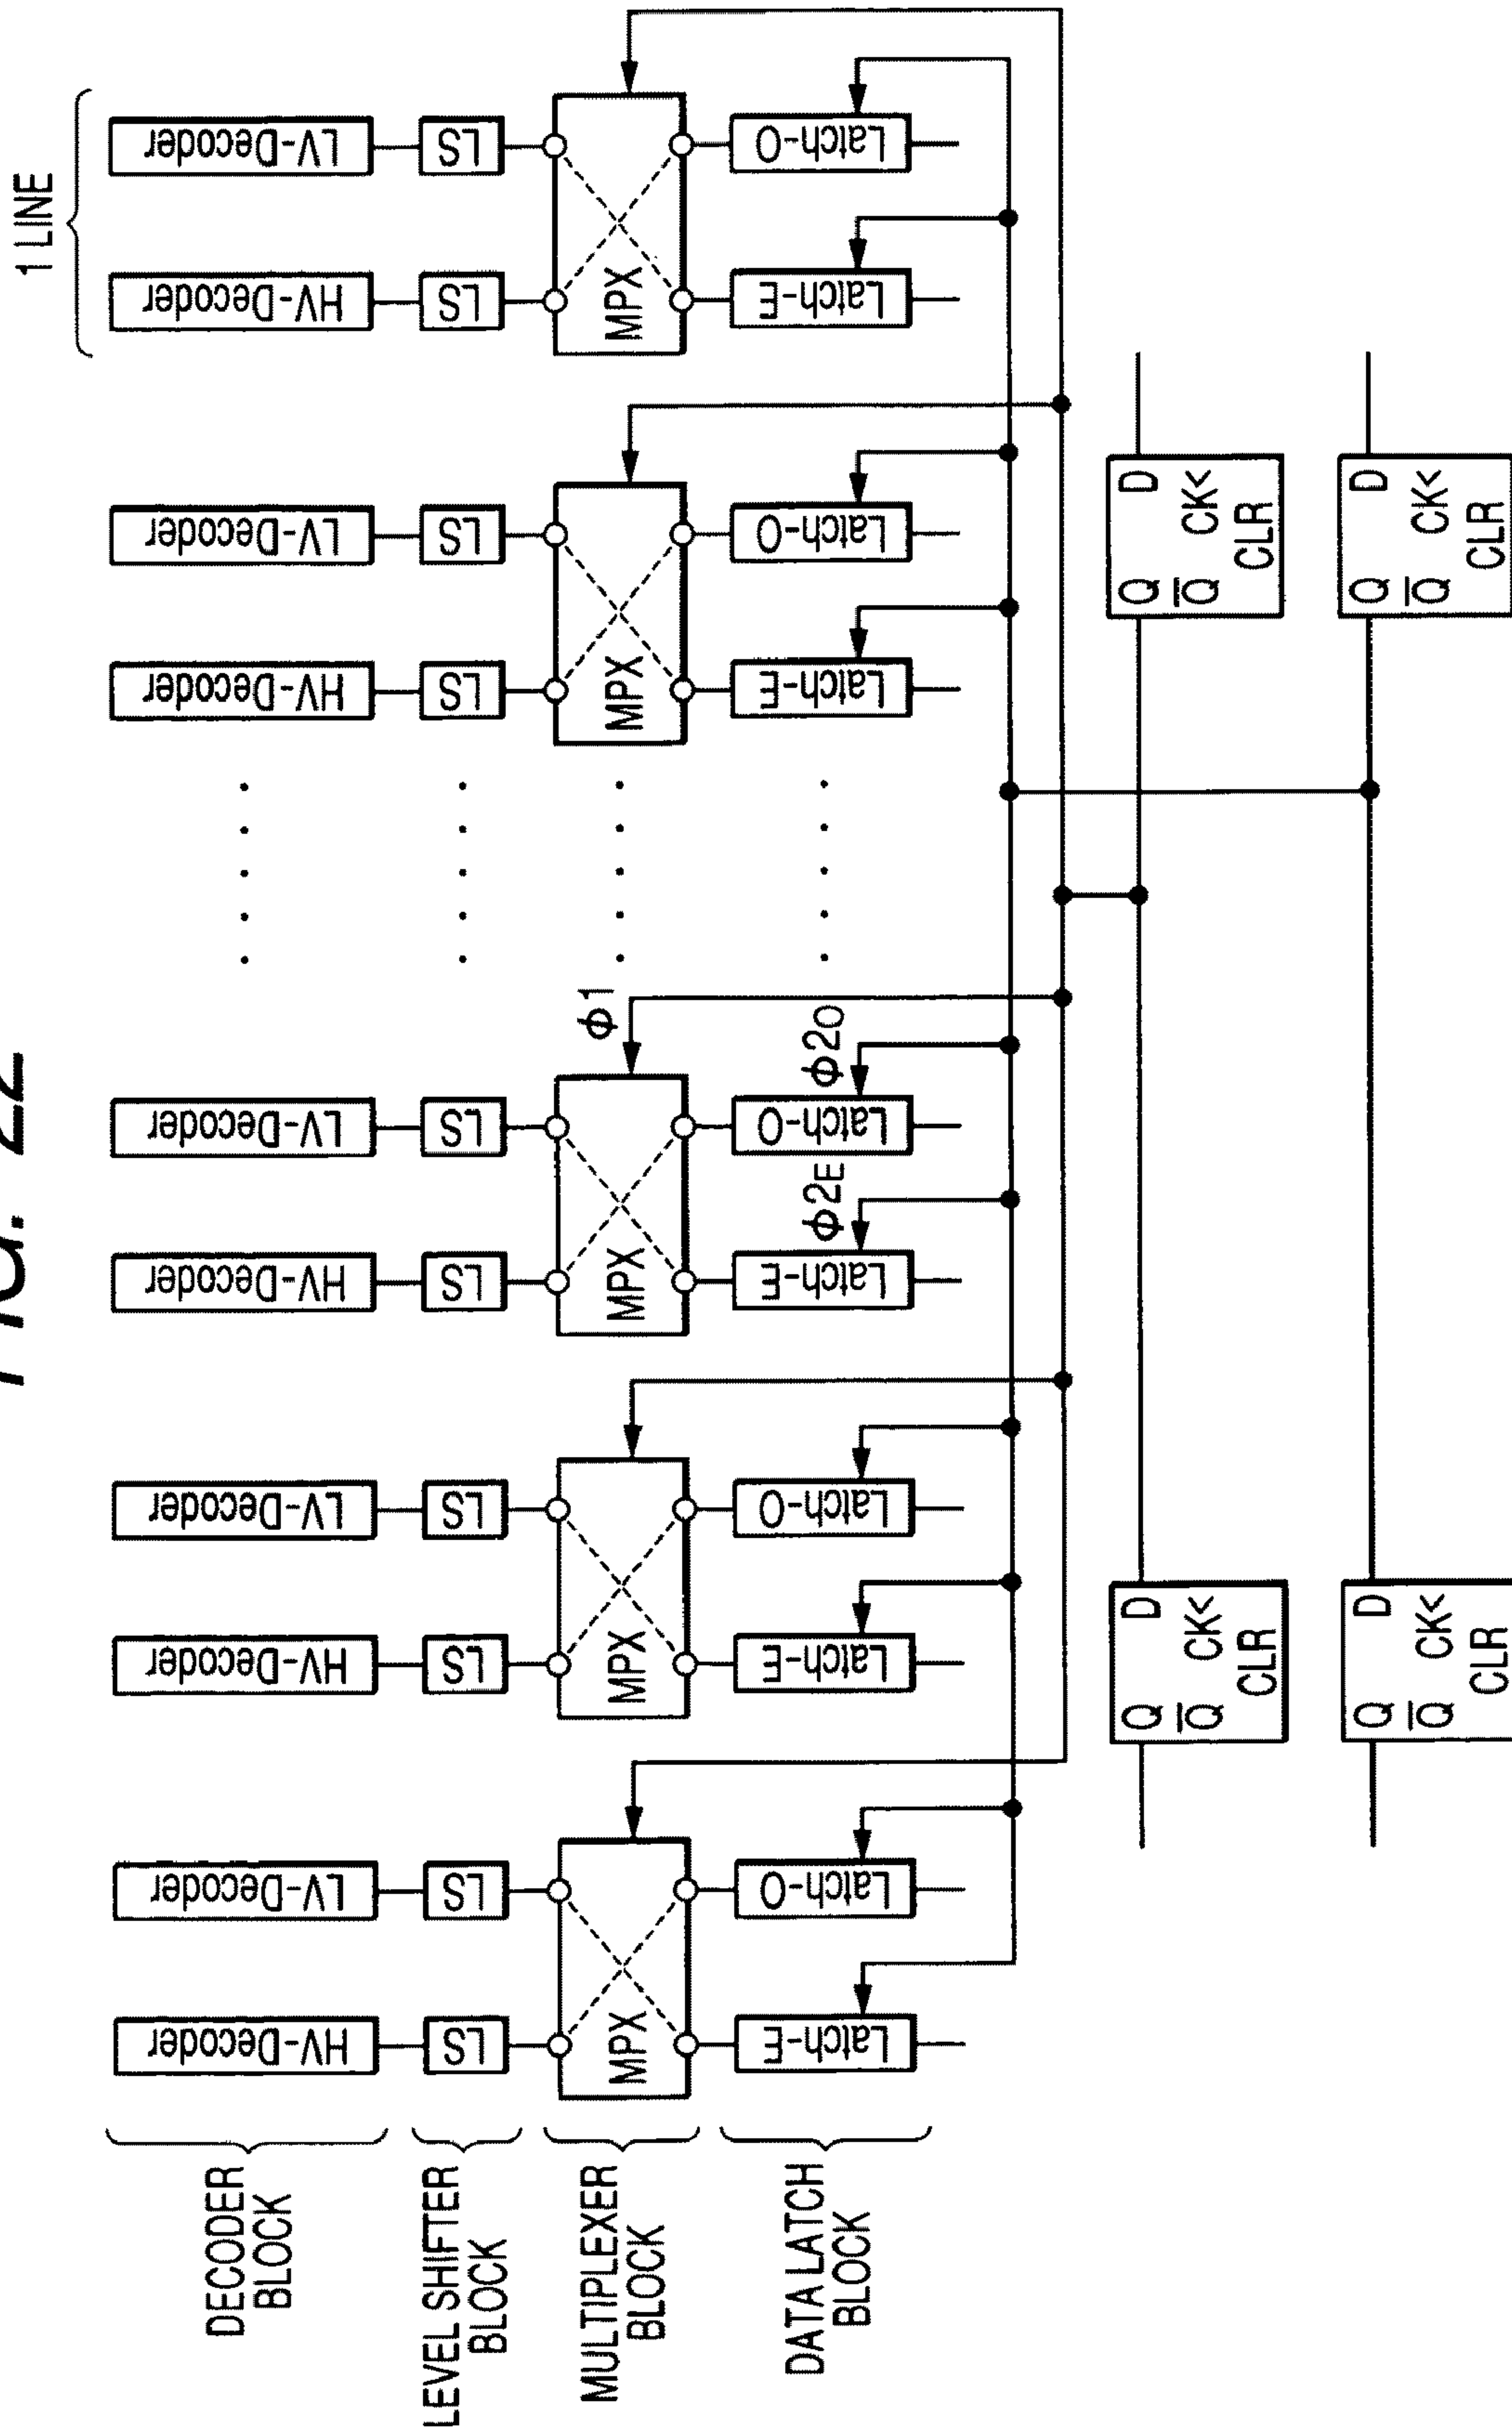 FIG. 22
1 LINE
DECODER
BLOCK
HV-Decoder
LV-Decoder
HV-Decoder
LV-Decoder
HV-Decoder
LV-Decoder
HV-Decoder
LV-Decoder
HV-Decoder
LV-Decoder
LEVEL SHIFTER
BLOCK
LS
LS
LS
LS
LS
LS
LS
LS
LS
LS
MULTIPLEXER
BLOCK
MPX
MPX
MPX
ϕ1
MPX
MPX
DATA LATCH
BLOCK
Latch-E
Latch-O
Latch-E
Latch-O
Latch-E
ϕ2E
Latch-O
ϕ2O
Latch-E
Latch-O
Latch-E
Latch-O
Q D
Q̅ CK<
CLR
Q D
Q̅ CK<
CLR
Q D
Q̅ CK<
CLR
Q D
Q̅ CK<
CLR